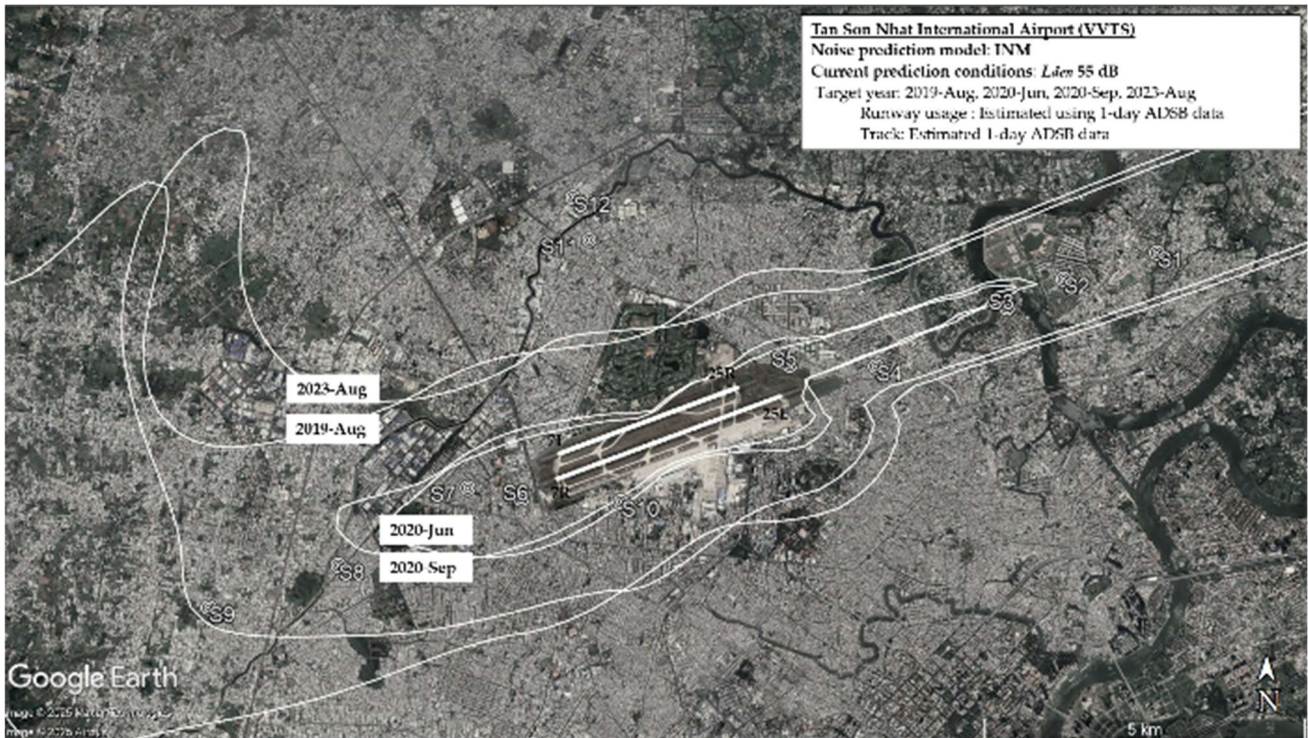 Tan Son Nhat International Airport (VVTS)
Noise prediction model: INM
Current prediction conditions: Lden 55 dB
Target year: 2019-Aug, 2020-Jun, 2020-Sep, 2023-Aug
Runway usage : Estimated using 1-day ADSB data
Track: Estimated 1-day ADSB data
S12
S11
S1
S2
S3
S5
S4
25R
25L
2023-Aug
2019-Aug
7L
7R
S7
S6
S10
2020-Jun
2020-Sep
S8
S9
Google Earth
5 km
N